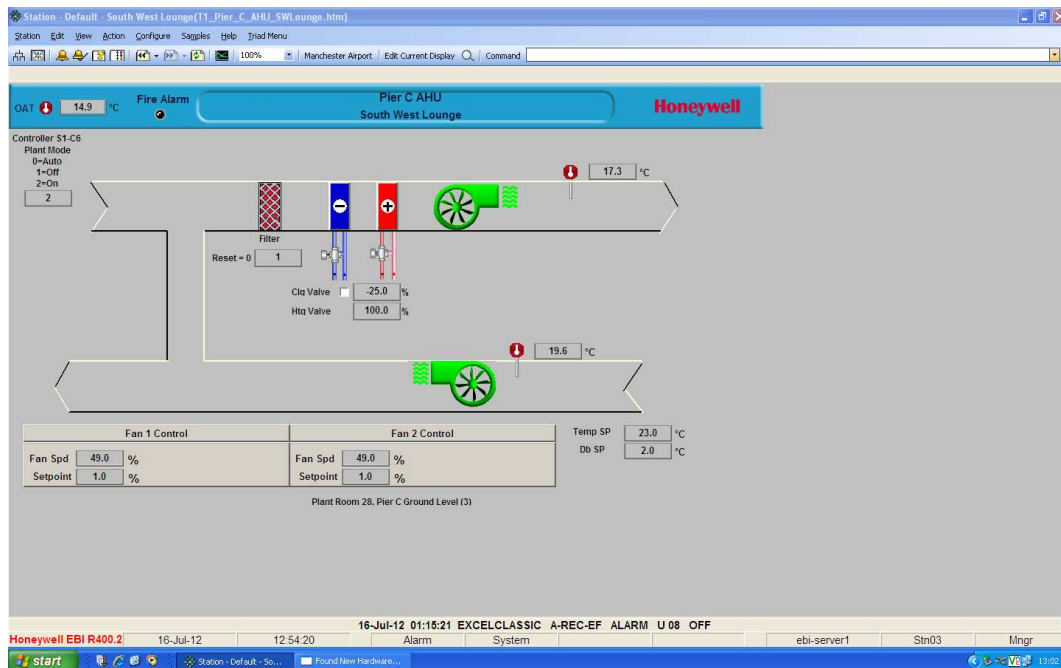 Station - Default - South West Lounge(T1_Pier_C_AHU_SWLounge.htm)
Station Edit View Action Configure Samples Help Triad Menu
100% Manchester Airport Edit Current Display Command
OAT 14.9 °C Fire Alarm Pier C AHU Honeywell
South West Lounge
Controller S1-C6
Plant Mode
0=Auto
1=Off
2=On
2
17.3 °C
Filter
Reset = 0 1
Clg Valve -25.0 %
Htg Valve 100.0 %
19.6 °C
Fan 1 Control Fan 2 Control
Temp SP 23.0 °C
Db SP 2.0 °C
Fan Spd 49.0 % Fan Spd 49.0 %
Setpoint 1.0 % Setpoint 1.0 %
Plant Room 28, Pier C Ground Level (3)
16-Jul-12 01:15:21 EXCELCLASSIC A-REC-EF ALARM U 08 OFF
Honeywell EBI R400.2 16-Jul-12 12:54:20 Alarm System ebi-server1 Stn03 Mngr
start Station - Default - So... Found New Hardware... 13:02